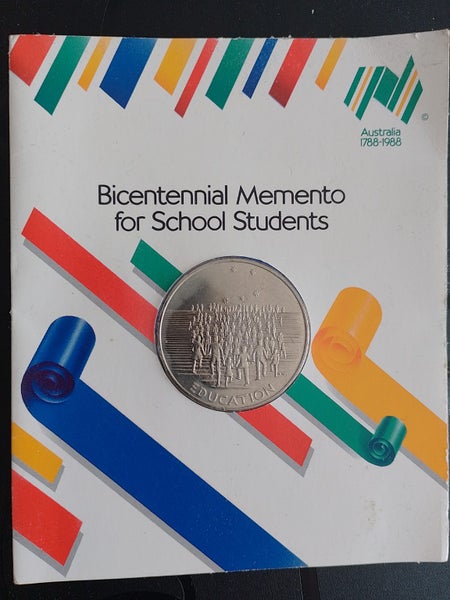 Australia
1788-1988
©
Bicentennial Memento
for School Students
EDUCATION